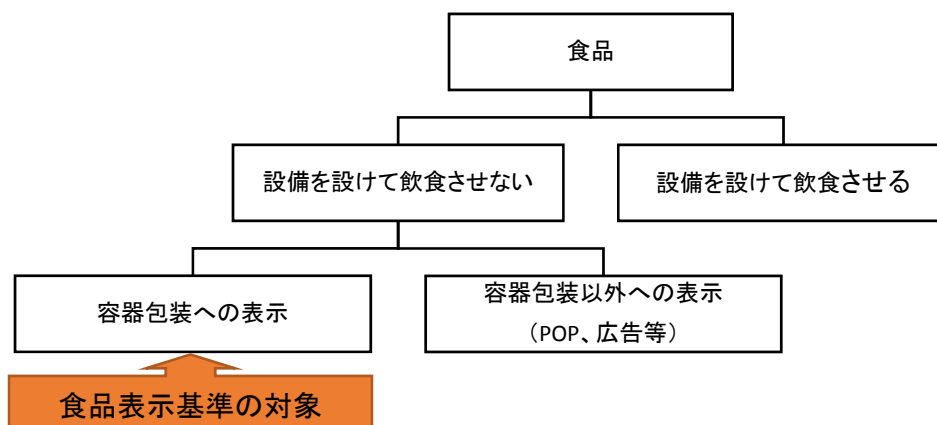 食品
設備を設けて飲食させない
設備を設けて飲食させる
容器包装への表示
容器包装以外への表示
（POP、広告等）
食品表示基準の対象